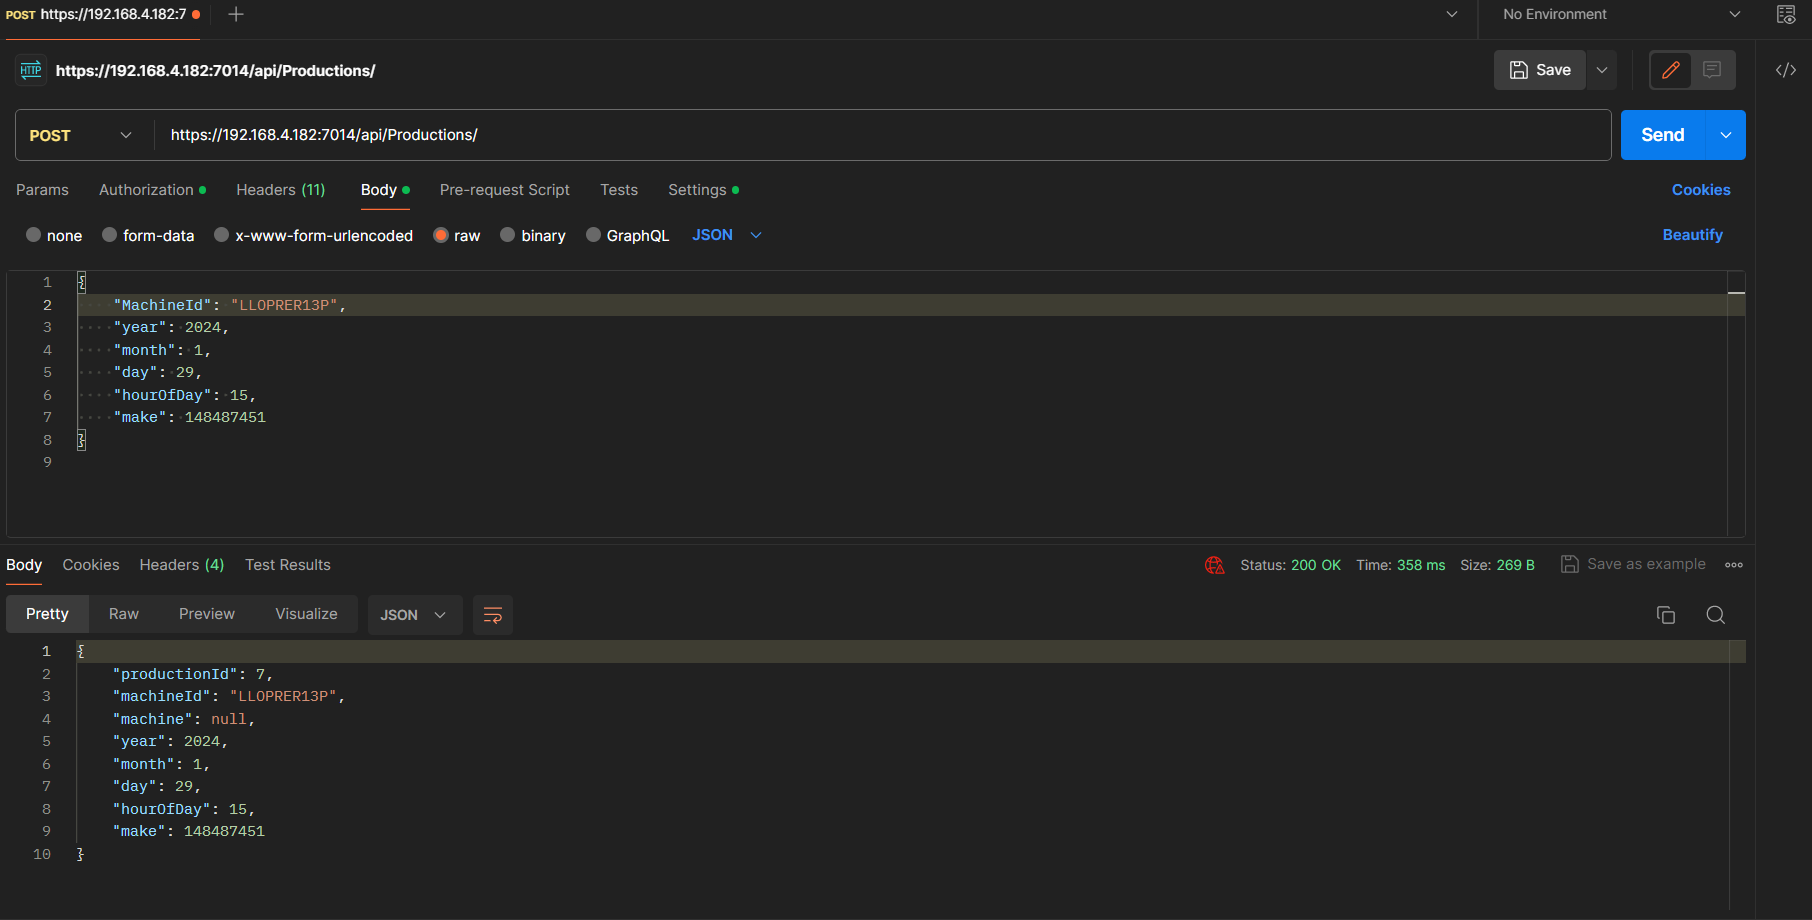 POST https://192.168.4.182:7
No Environment
HTTP https://192.168.4.182:7014/api/Productions/
Save
POST https://192.168.4.182:7014/api/Productions/
Send
Params Authorization Headers (11) Body Pre-request Script Tests Settings Cookies
none form-data x-www-form-urlencoded raw binary GraphQL JSON Beautify
1 {
2 "MachineId": "LLOPRER13P",
3 "year": 2024,
4 "month": 1,
5 "day": 29,
6 "hourOfDay": 15,
7 "make": 148487451
8 }
9
Body Cookies Headers (4) Test Results Status: 200 OK Time: 358 ms Size: 269 B Save as example
Pretty Raw Preview Visualize JSON
1 {
2 "productionId": 7,
3 "machineId": "LLOPRER13P",
4 "machine": null,
5 "year": 2024,
6 "month": 1,
7 "day": 29,
8 "hourOfDay": 15,
9 "make": 148487451
10 }